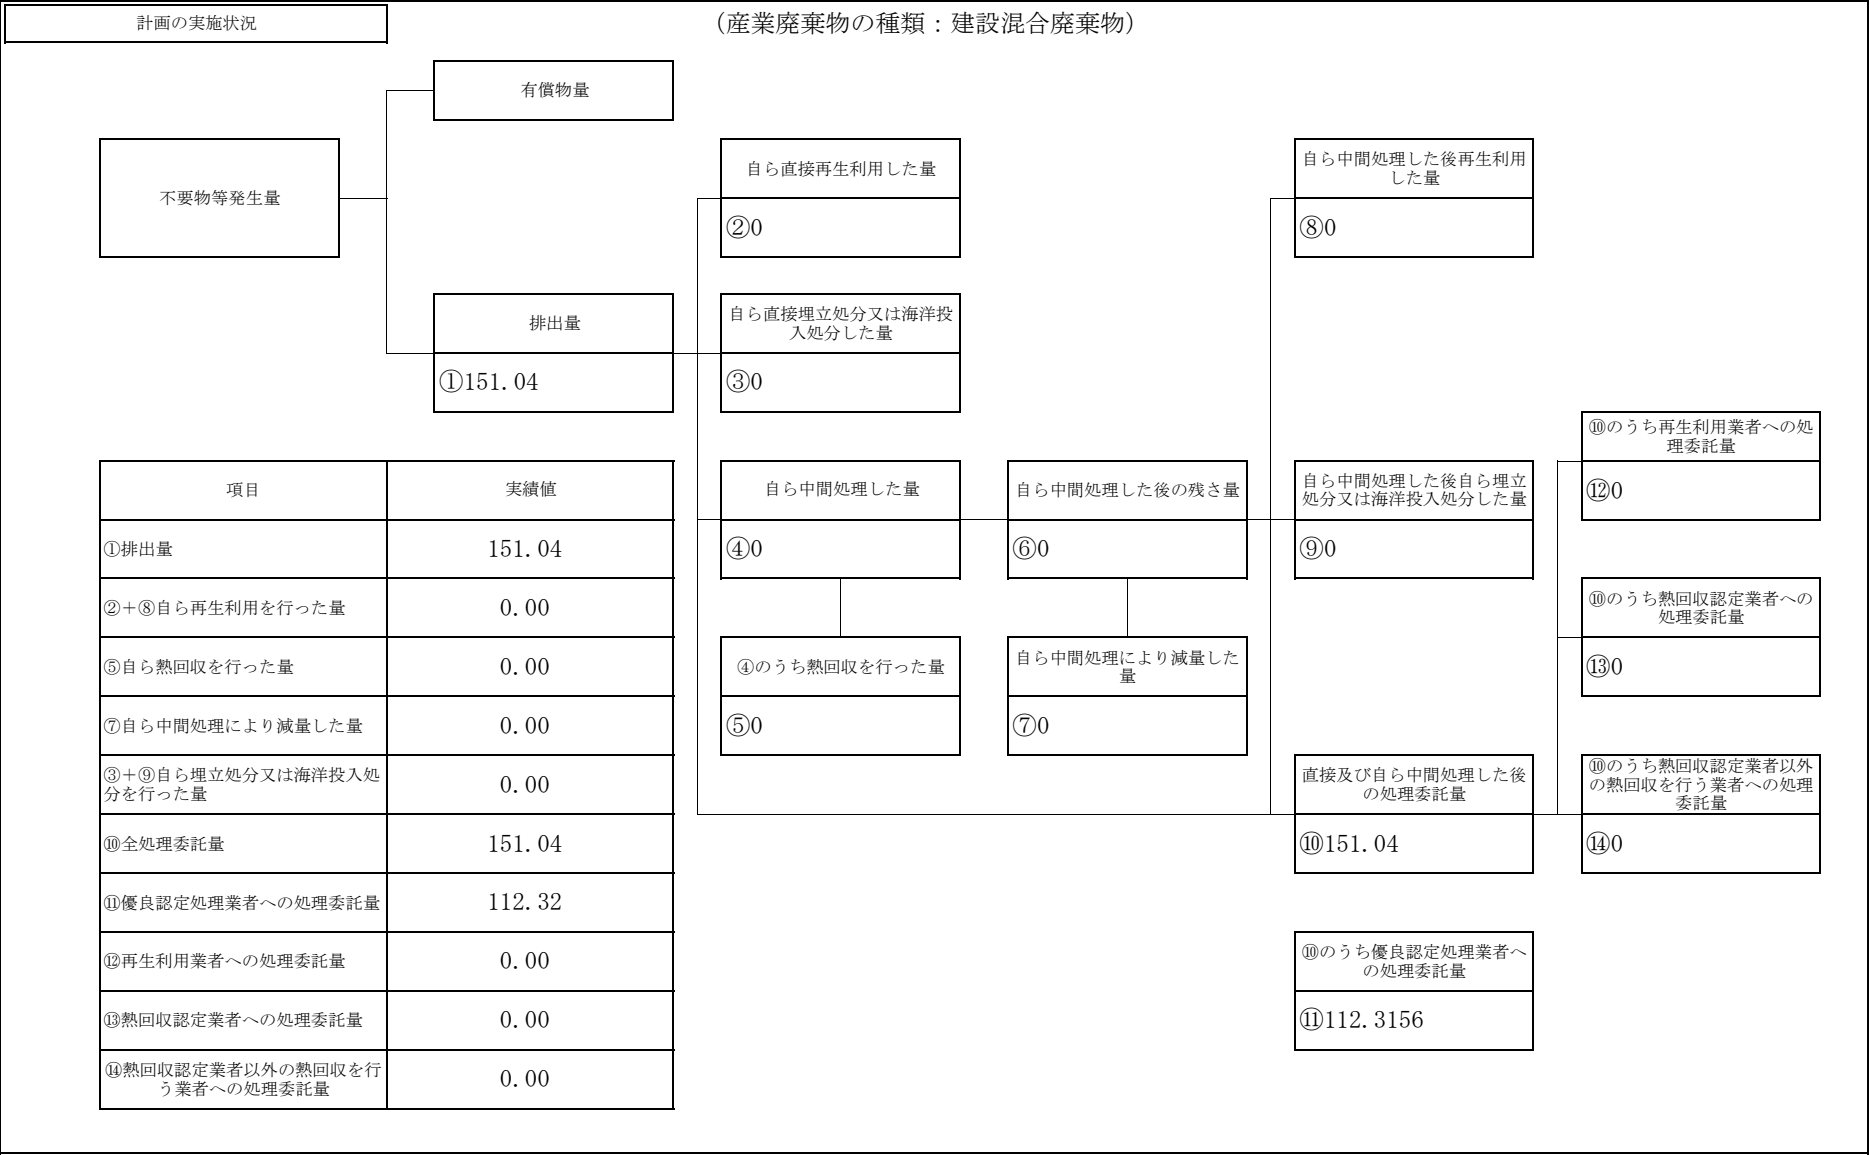 計画の実施状況
（産業廃棄物の種類：建設混合廃棄物）
有償物量
不要物等発生量
自ら直接再生利用した量
②0
自ら中間処理した後再生利用
した量
⑧0
排出量
①151.04
自ら直接埋立処分又は海洋投
入処分した量
③0
自ら中間処理した量
④0
自ら中間処理した後の残さ量
⑥0
自ら中間処理した後自ら埋立
処分又は海洋投入処分した量
⑨0
⑩のうち再生利用業者への処
理委託量
⑫0
④のうち熱回収を行った量
⑤0
自ら中間処理により減量した
量
⑦0
⑩のうち熱回収認定業者への
処理委託量
⑬0
直接及び自ら中間処理した後
の処理委託量
⑩151.04
⑩のうち熱回収認定業者以外
の熱回収を行う業者への処理
委託量
⑭0
⑩のうち優良認定処理業者へ
の処理委託量
⑪112.3156
項目 実績値
①排出量 151.04
②＋⑧自ら再生利用を行った量 0.00
⑤自ら熱回収を行った量 0.00
⑦自ら中間処理により減量した量 0.00
③＋⑨自ら埋立処分又は海洋投入処
分を行った量 0.00
⑩全処理委託量 151.04
⑪優良認定処理業者への処理委託量 112.32
⑫再生利用業者への処理委託量 0.00
⑬熱回収認定業者への処理委託量 0.00
⑭熱回収認定業者以外の熱回収を行
う業者への処理委託量 0.00